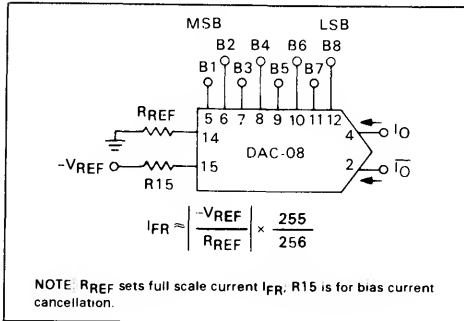 MSB LSB
B2 B4 B6 B8
B1 B3 B5 B7
RREF
5 6 7 8 9 10 11 12
14
4 IO
DAC-08
-VREF
15
2 IO
R15
IFR ≈ |-VREF / RREF| × 255 / 256
NOTE: RREF sets full scale current IFR; R15 is for bias current
cancellation.